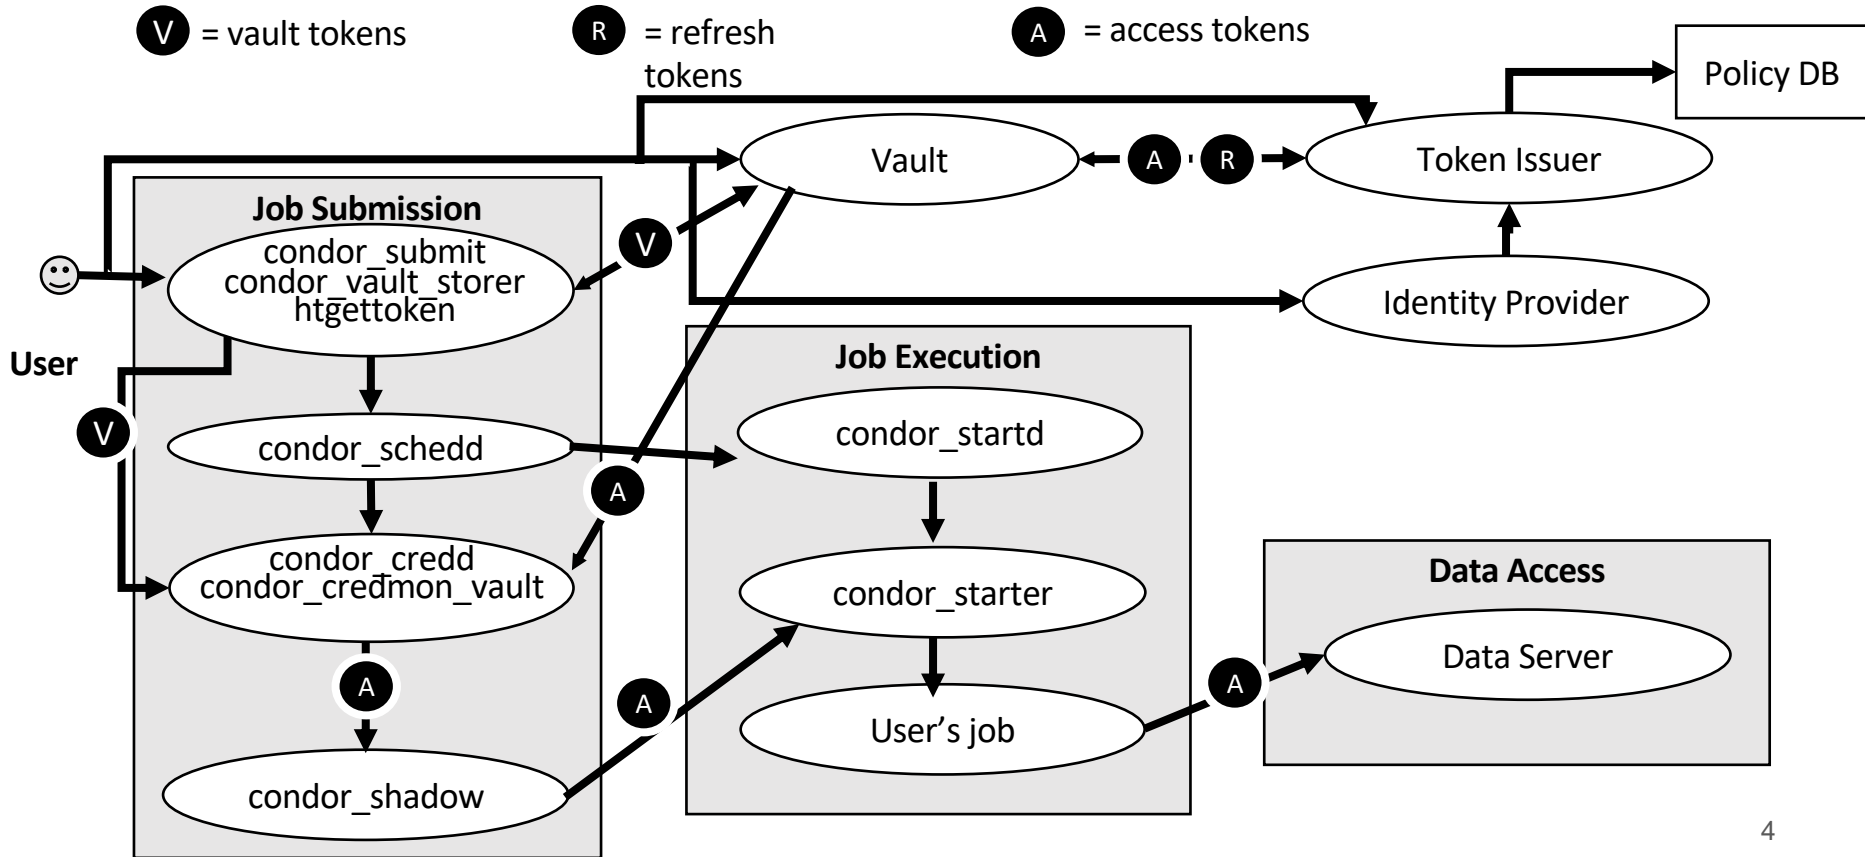 V = vault tokens
R = refresh
tokens
A = access tokens
Policy DB
Vault
A R
Token Issuer
Job Submission
condor_submit
condor_vault_storer
htgettoken
V
Identity Provider
User
Job Execution
V
condor_schedd
condor_startd
A
condor_credd
condor_credmon_vault
condor_starter
Data Access
Data Server
A
A
A
User’s job
condor_shadow
4